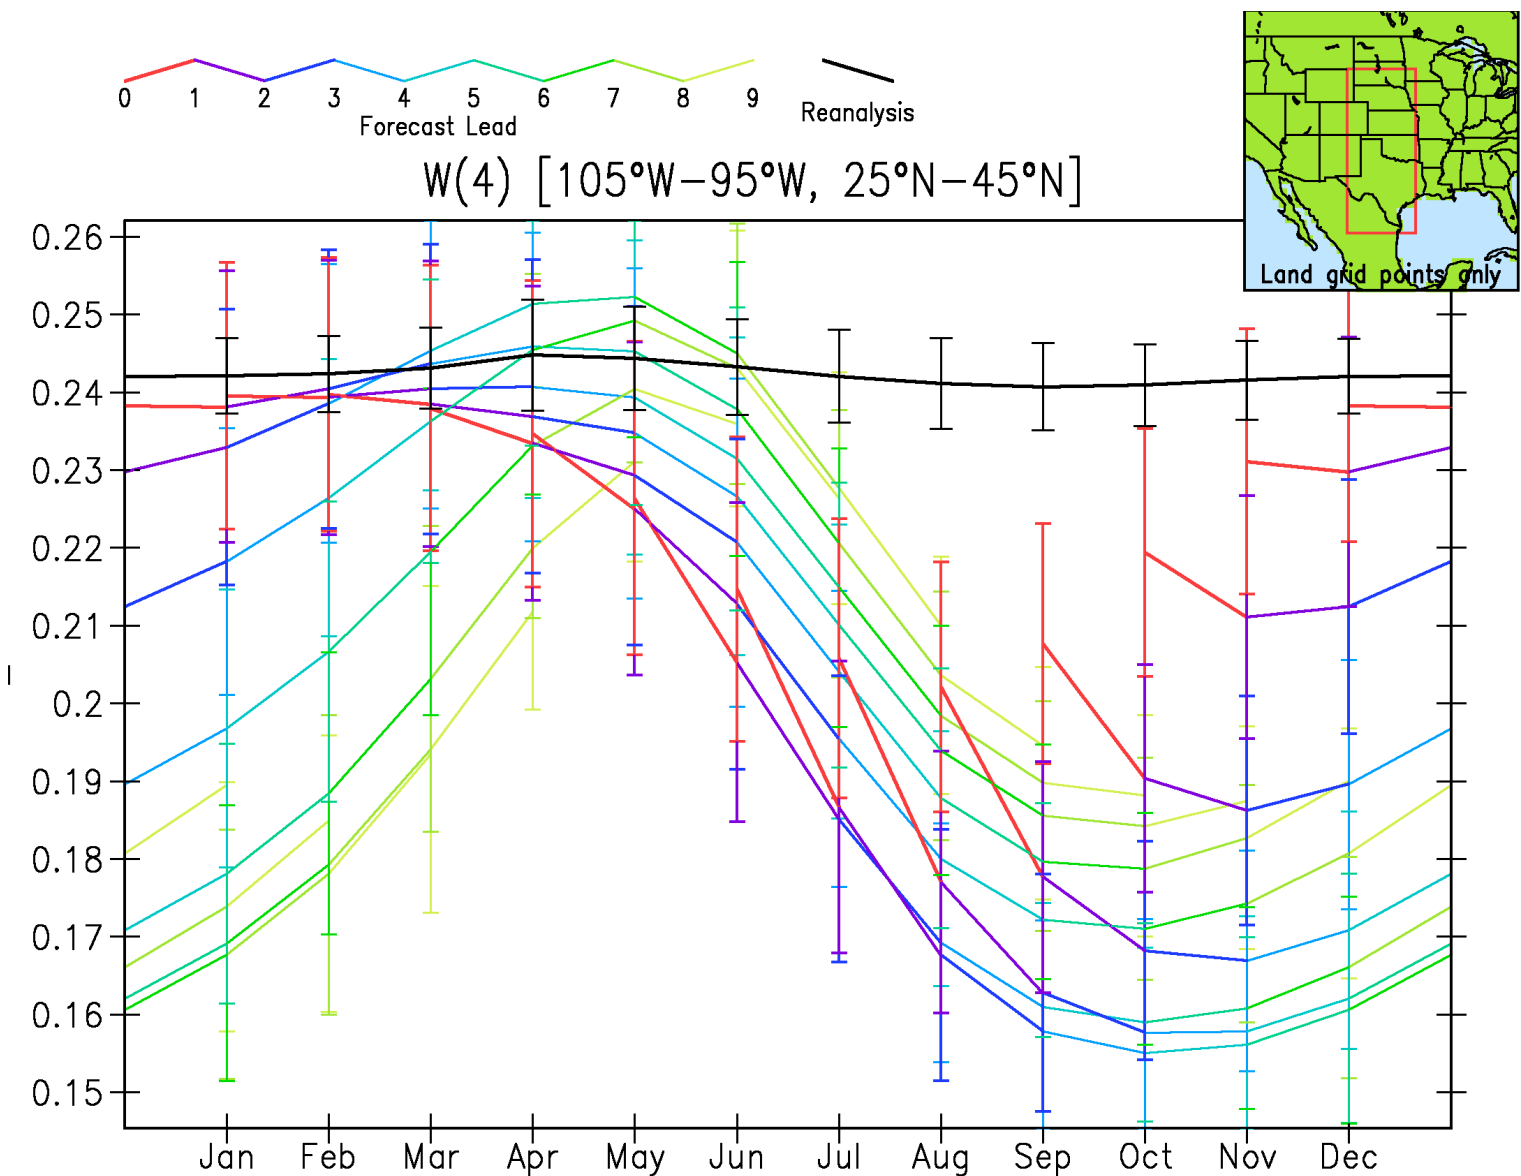 0 1 2 3 4 5 6 7 8 9
Forecast Lead
Reanalysis
W(4) [105°W−95°W, 25°N−45°N]
Land grid points only
0.26
0.25
0.24
0.23
0.22
0.21
0.2
0.19
0.18
0.17
0.16
0.15
Jan Feb Mar Apr May Jun Jul Aug Sep Oct Nov Dec